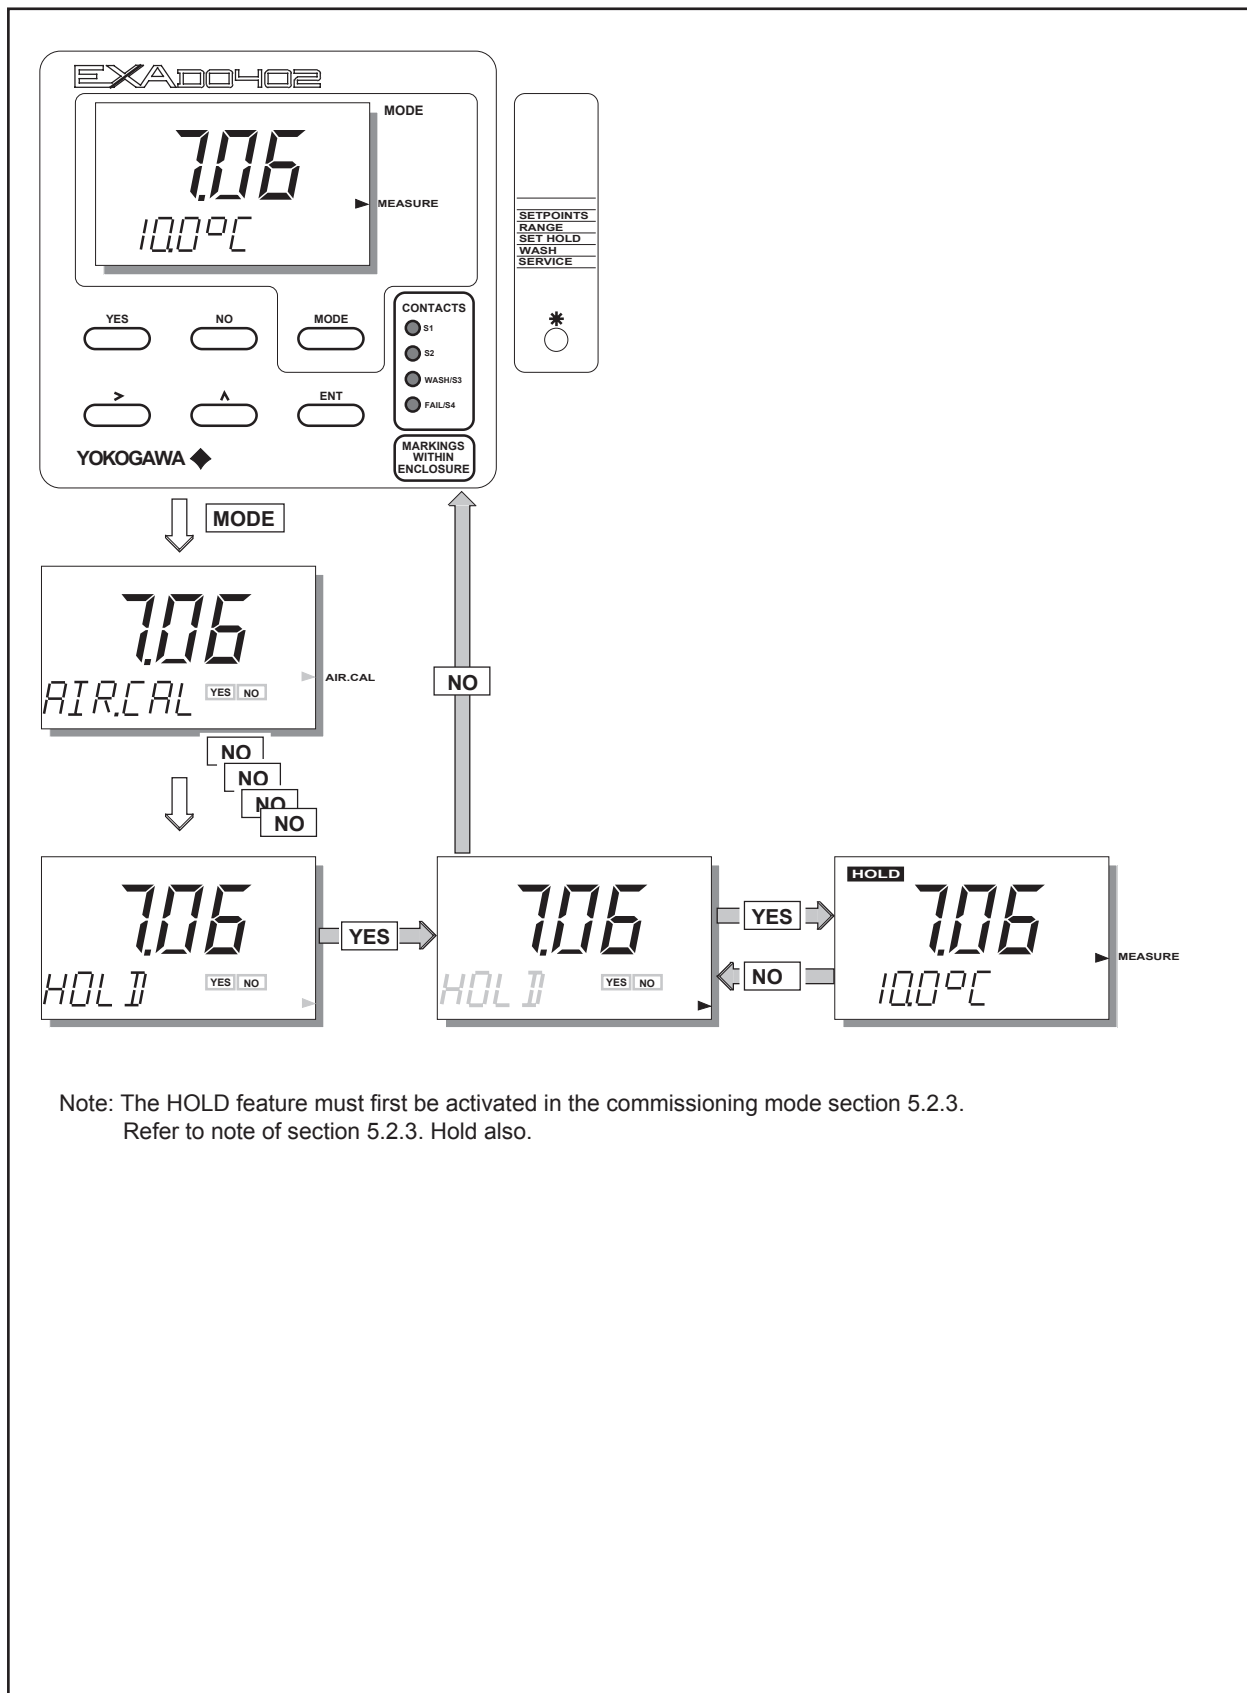 EXA DO402
MODE
7.06
MEASURE
10.0°C
SETPOINTS
RANGE
SET HOLD
WASH
SERVICE
YES NO MODE
CONTACTS
S1
S2
WASH/S3
FAIL/S4
> ∧ ENT
*
YOKOGAWA
MARKINGS
WITHIN
ENCLOSURE
MODE
7.06
AIR.CAL YES NO
AIR.CAL
NO
NO
NO
NO
NO
7.06
HOLD YES NO
YES
7.06
HOLD YES NO
YES
NO
HOLD
7.06
MEASURE
10.0°C
Note: The HOLD feature must first be activated in the commissioning mode section 5.2.3.
Refer to note of section 5.2.3. Hold also.